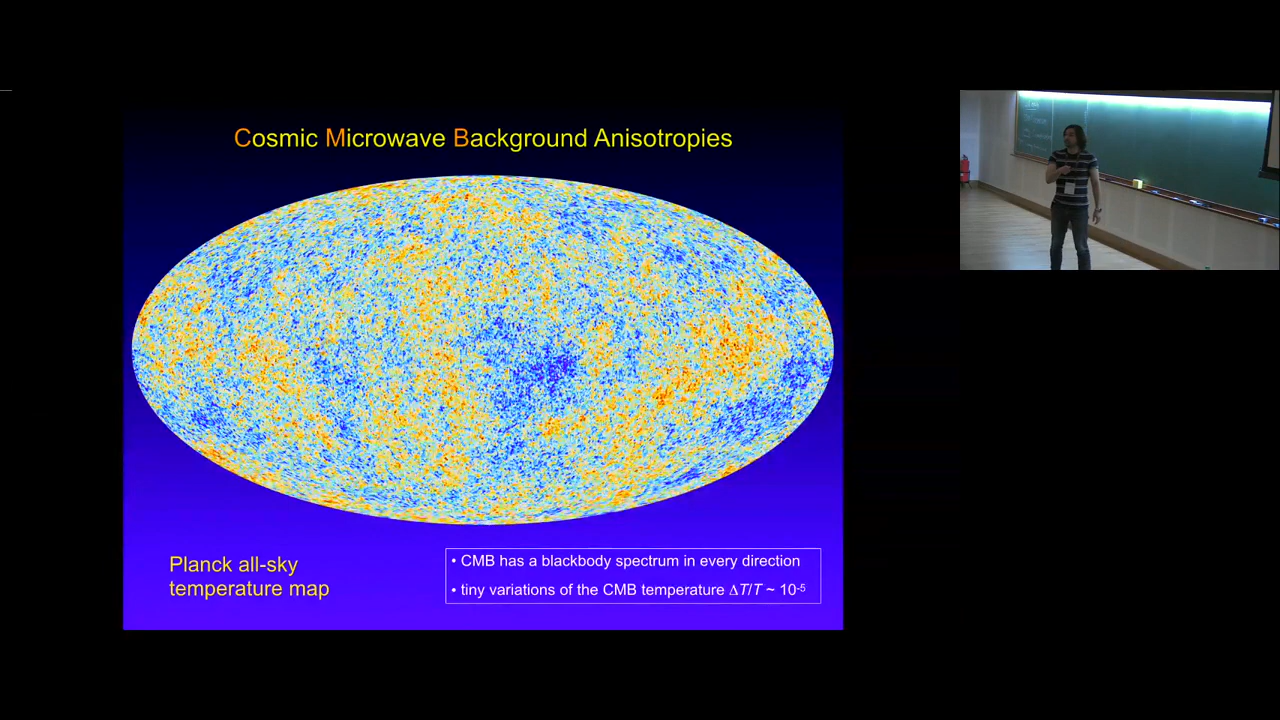 Cosmic Microwave Background Anisotropies
Planck all-sky
temperature map
• CMB has a blackbody spectrum in every direction
• tiny variations of the CMB temperature ΔT/T ~ 10⁻⁵